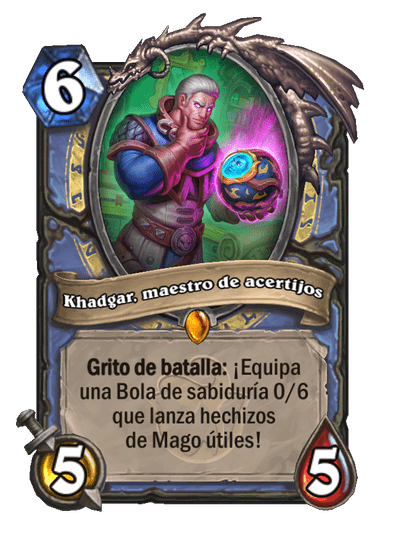 6
Khadgar, maestro de acertijos
Grito de batalla: ¡Equipa
una Bola de sabiduría 0/6
que lanza hechizos
de Mago útiles!
5
5